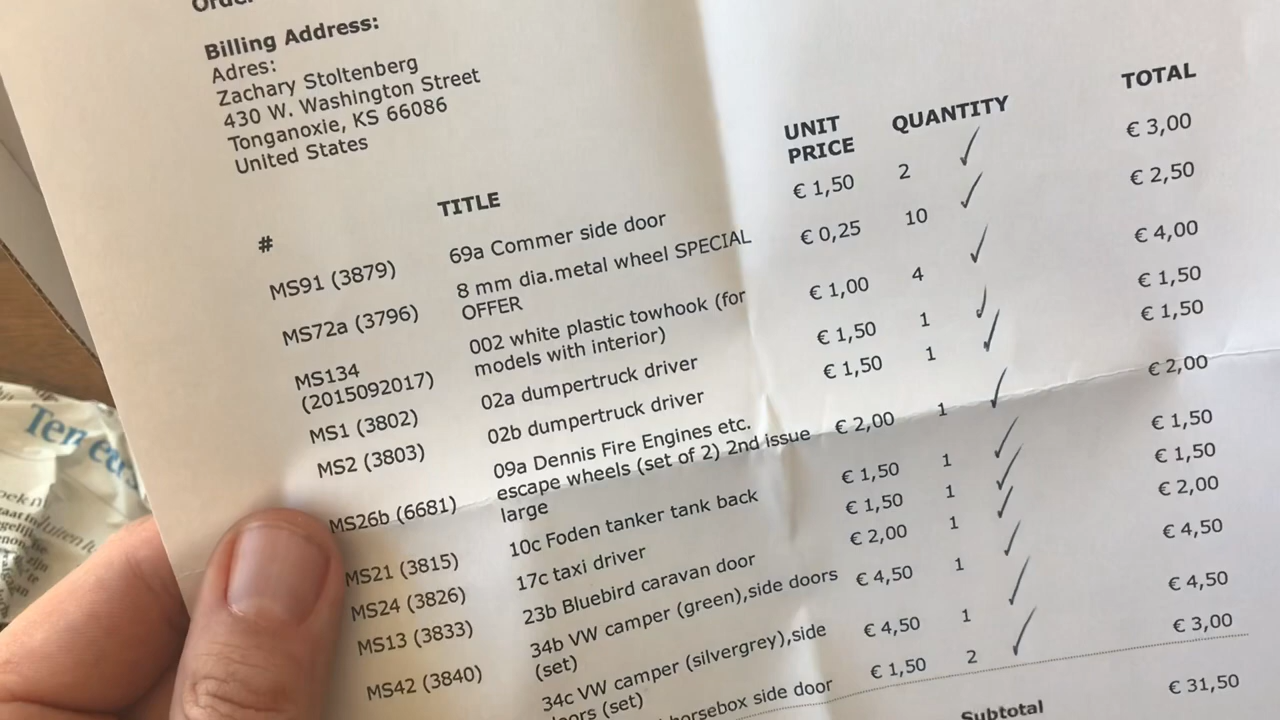 Billing Address:
Adres:
Zachary Stoltenberg
430 W. Washington Street
Tonganoxie, KS 66086
United States
# TITLE UNIT PRICE QUANTITY TOTAL
MS91 (3879) 69a Commer side door € 1,50 2 € 3,00
MS72a (3796) 8 mm dia.metal wheel SPECIAL € 0,25 10 € 2,50
OFFER
MS134 002 white plastic towhook (for € 1,00 4 € 4,00
(2015092017) models with interior)
MS1 (3802) 02a dumpertruck driver € 1,50 1 € 1,50
MS2 (3803) 02b dumpertruck driver € 1,50 1 € 1,50
MS26b (6681) 09a Dennis Fire Engines etc. € 2,00 1 € 2,00
escape wheels (set of 2) 2nd issue
large
MS21 (3815) 10c Foden tanker tank back € 1,50 1 € 1,50
MS24 (3826) 17c taxi driver € 1,50 1 € 1,50
MS13 (3833) 23b Bluebird caravan door € 2,00 1 € 2,00
MS42 (3840) 34b VW camper (green),side doors € 4,50 1 € 4,50
(set)
34c VW camper (silvergrey),side € 4,50 1 € 4,50
(set)
side door € 1,50 2 € 3,00
Subtotal € 31,50
Ten